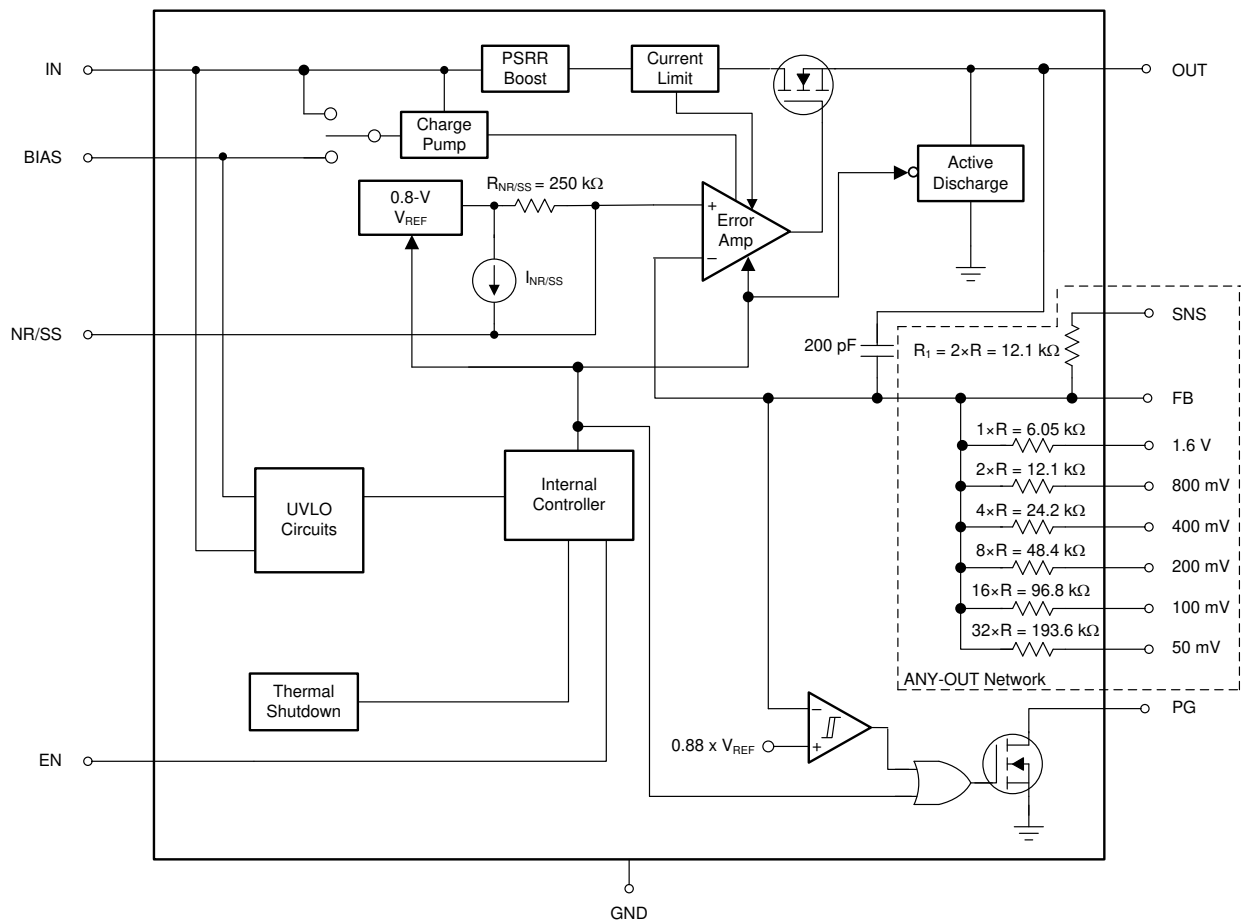 IN
PSRR
Boost
Current
Limit
OUT
Charge
Pump
BIAS
Active
Discharge
0.8-V
VREF
RNR/SS = 250 kΩ
+
Error
Amp
−
INR/SS
NR/SS
SNS
200 pF
R1 = 2×R = 12.1 kΩ
FB
1×R = 6.05 kΩ
1.6 V
2×R = 12.1 kΩ
800 mV
4×R = 24.2 kΩ
400 mV
8×R = 48.4 kΩ
200 mV
16×R = 96.8 kΩ
100 mV
32×R = 193.6 kΩ
50 mV
ANY-OUT Network
UVLO
Circuits
Internal
Controller
Thermal
Shutdown
PG
−
0.88 x VREF
+
EN
GND